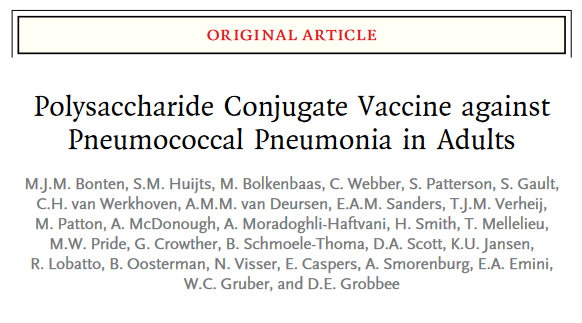 ORIGINAL ARTICLE
Polysaccharide Conjugate Vaccine against
Pneumococcal Pneumonia in Adults
M.J.M. Bonten, S.M. Huijts, M. Bolkenbaas, C. Webber, S. Patterson, S. Gault,
C.H. van Werkhoven, A.M.M. van Deursen, E.A.M. Sanders, T.J.M. Verheij,
M. Patton, A. McDonough, A. Moradoghli-Haftvani, H. Smith, T. Mellelieu,
M.W. Pride, G. Crowther, B. Schmoele-Thoma, D.A. Scott, K.U. Jansen,
R. Lobatto, B. Oosterman, N. Visser, E. Caspers, A. Smorenburg, E.A. Emini,
W.C. Gruber, and D.E. Grobbee